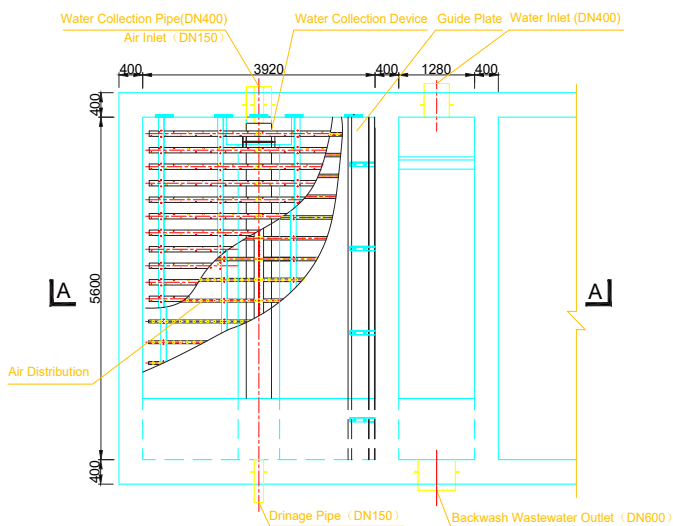 Water Collection Pipe(DN400)
Air Inlet（DN150）
Water Collection Device
Guide Plate
Water Inlet (DN400)
400
3920
400
1280
400
400
5600
400
A
A
Air Distribution
Drinage Pipe（DN150）
Backwash Wastewater Outlet（DN600）